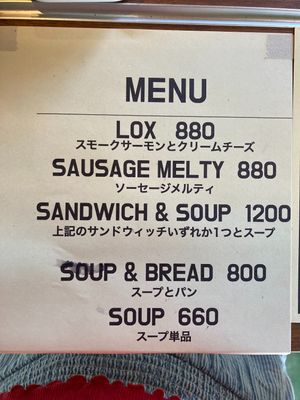 MENU
LOX 880
スモークサーモンとクリームチーズ
SAUSAGE MELTY 880
ソーセージメルティ
SANDWICH & SOUP 1200
上記のサンドウィッチいずれか1つとスープ
SOUP & BREAD 800
スープとパン
SOUP 660
スープ単品